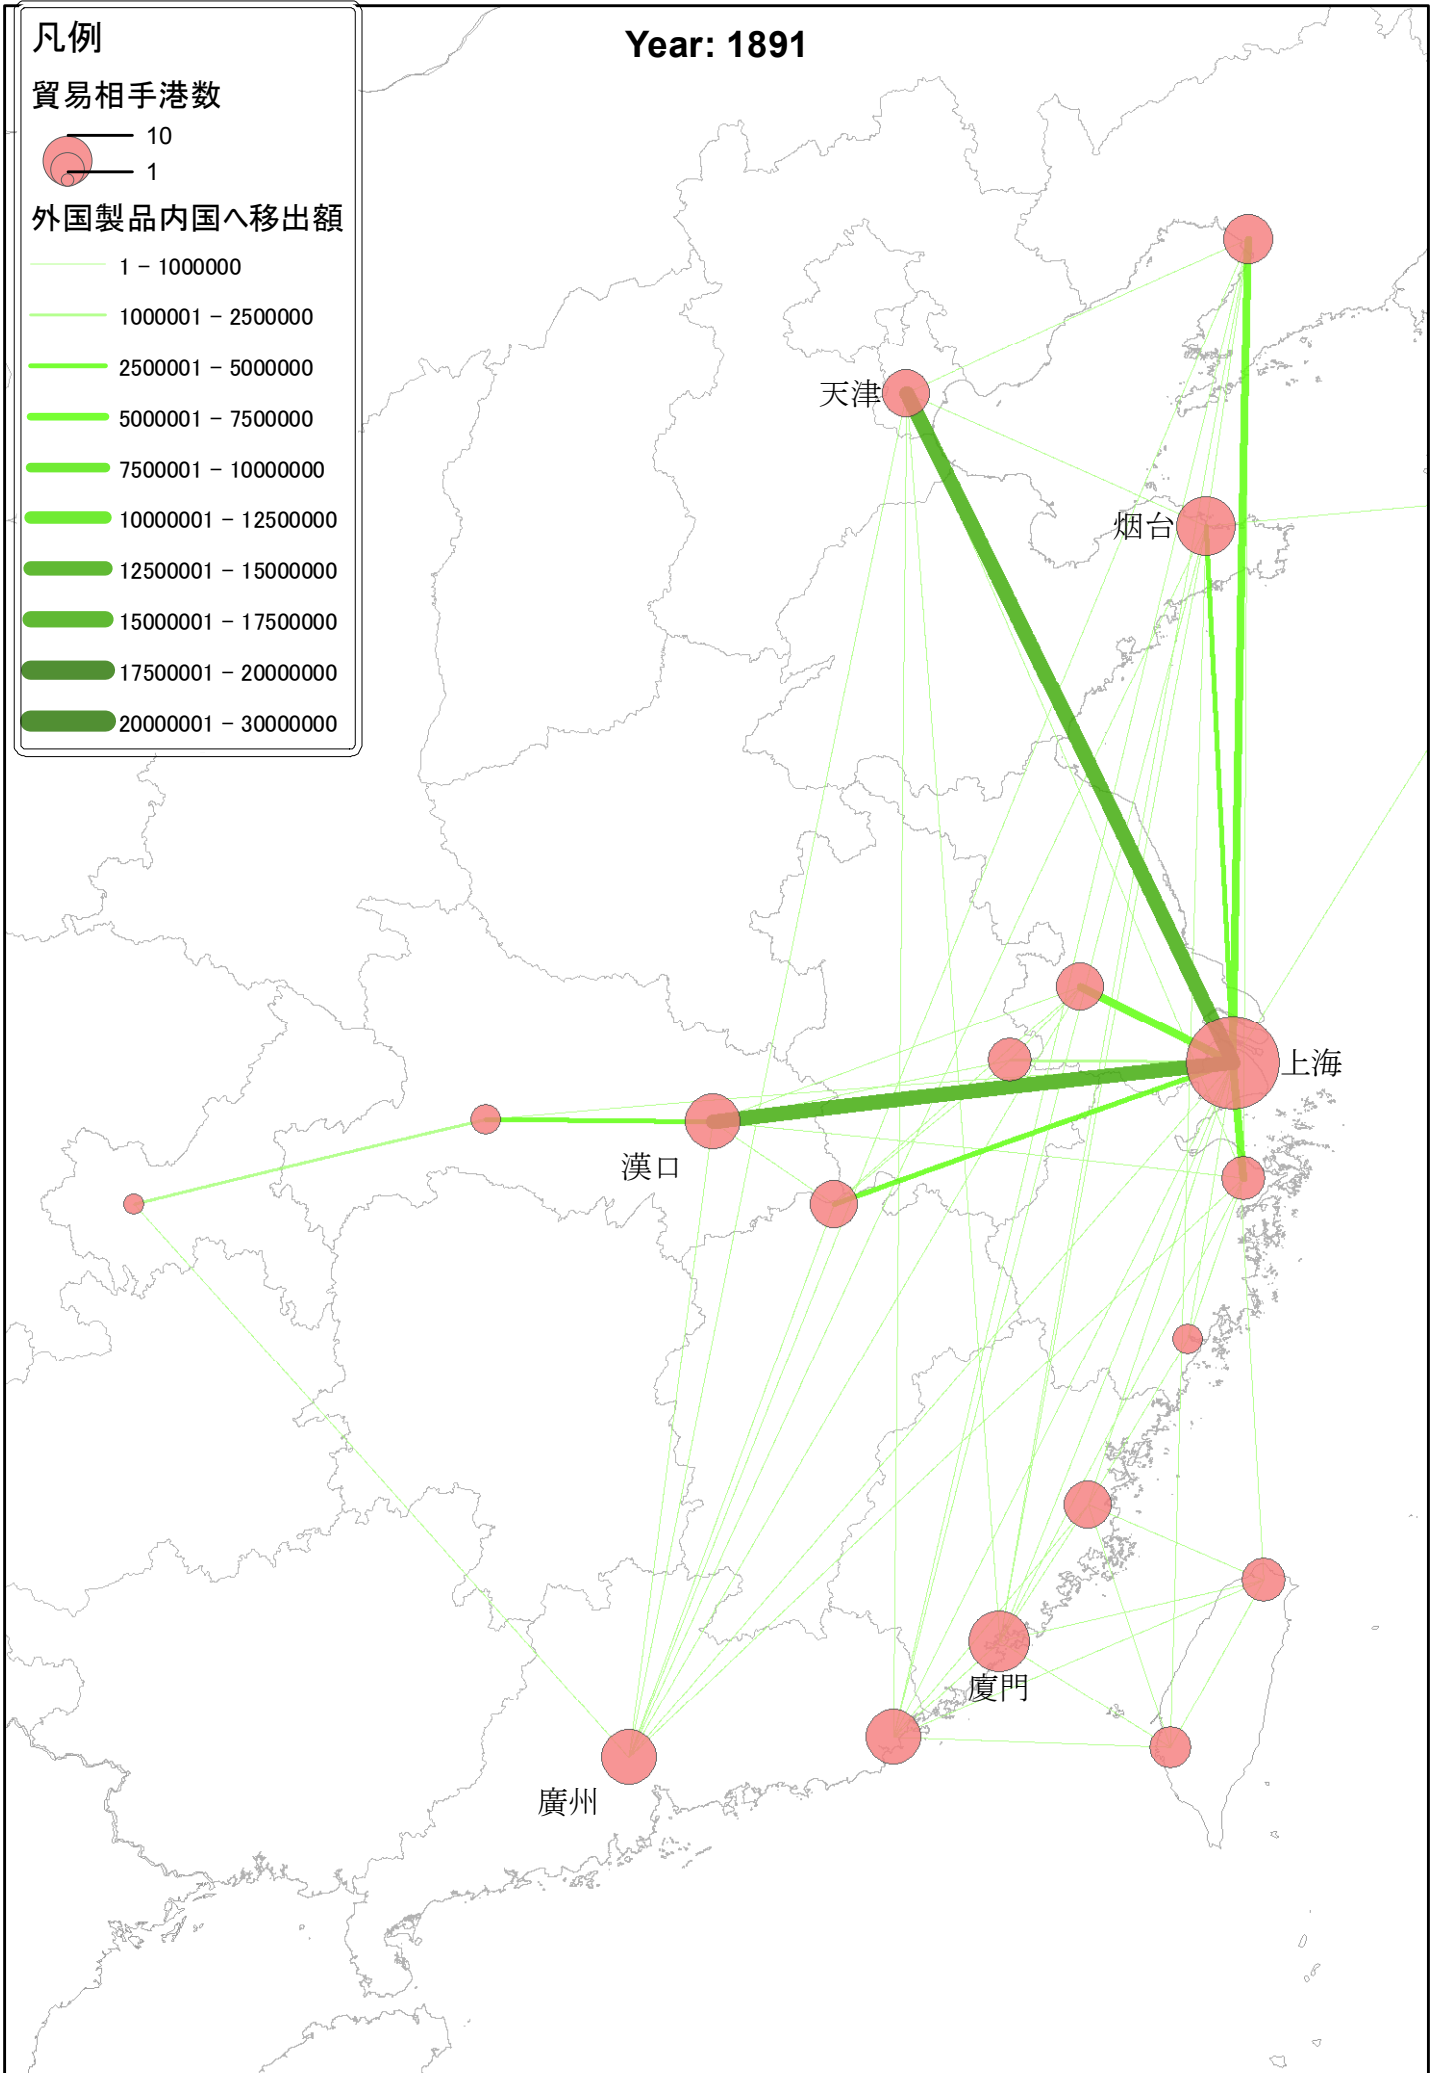 Year: 1891
凡例
貿易相手港数
10
1
外国製品内国へ移出額
1 - 1000000
1000001 - 2500000
2500001 - 5000000
5000001 - 7500000
7500001 - 10000000
10000001 - 12500000
12500001 - 15000000
15000001 - 17500000
17500001 - 20000000
20000001 - 30000000
天津
烟台
上海
漢口
廈門
廣州